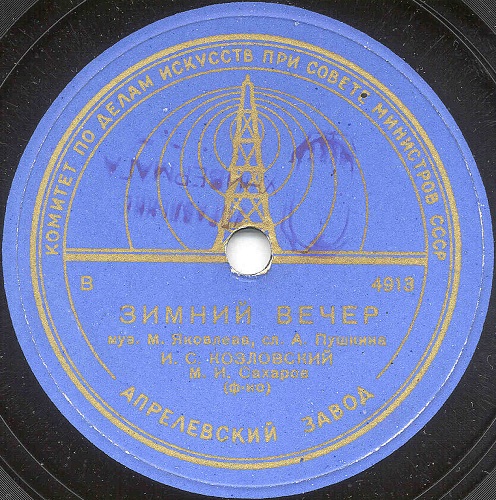 КОМИТЕТ ПО ДЕЛАМ ИСКУССТВ ПРИ СОВЕТЕ МИНИСТРОВ СССР
В 4913
ЗИМНИЙ ВЕЧЕР
муз. М. Яковлева, сл. А. Пушкина
И. С. КОЗЛОВСКИЙ
М. И. Сахаров
(ф-но)
АПРЕЛЕВСКИЙ ЗАВОД